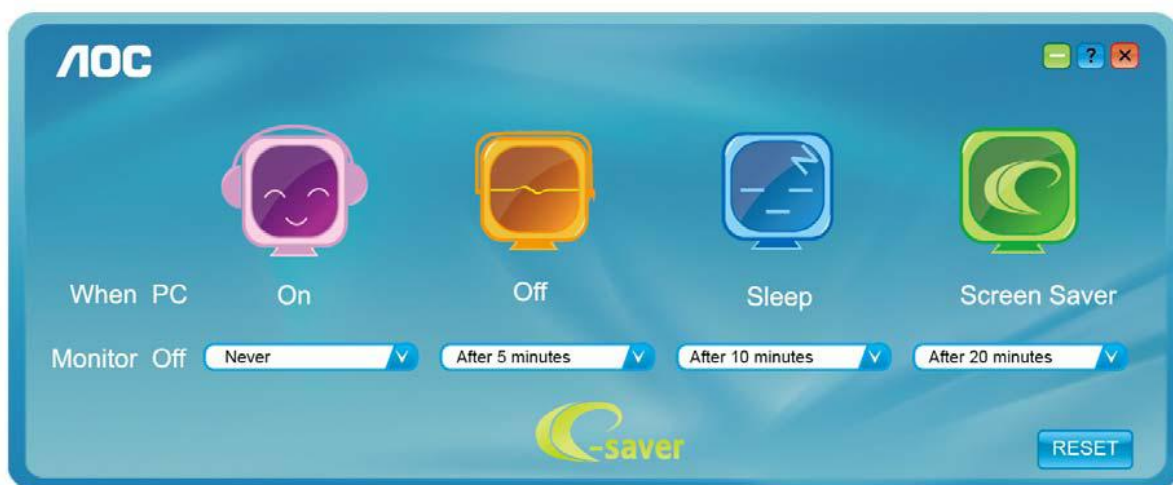 AOC
?
When PC On Off Sleep Screen Saver
Monitor Off Never After 5 minutes After 10 minutes After 20 minutes
e-saver
RESET